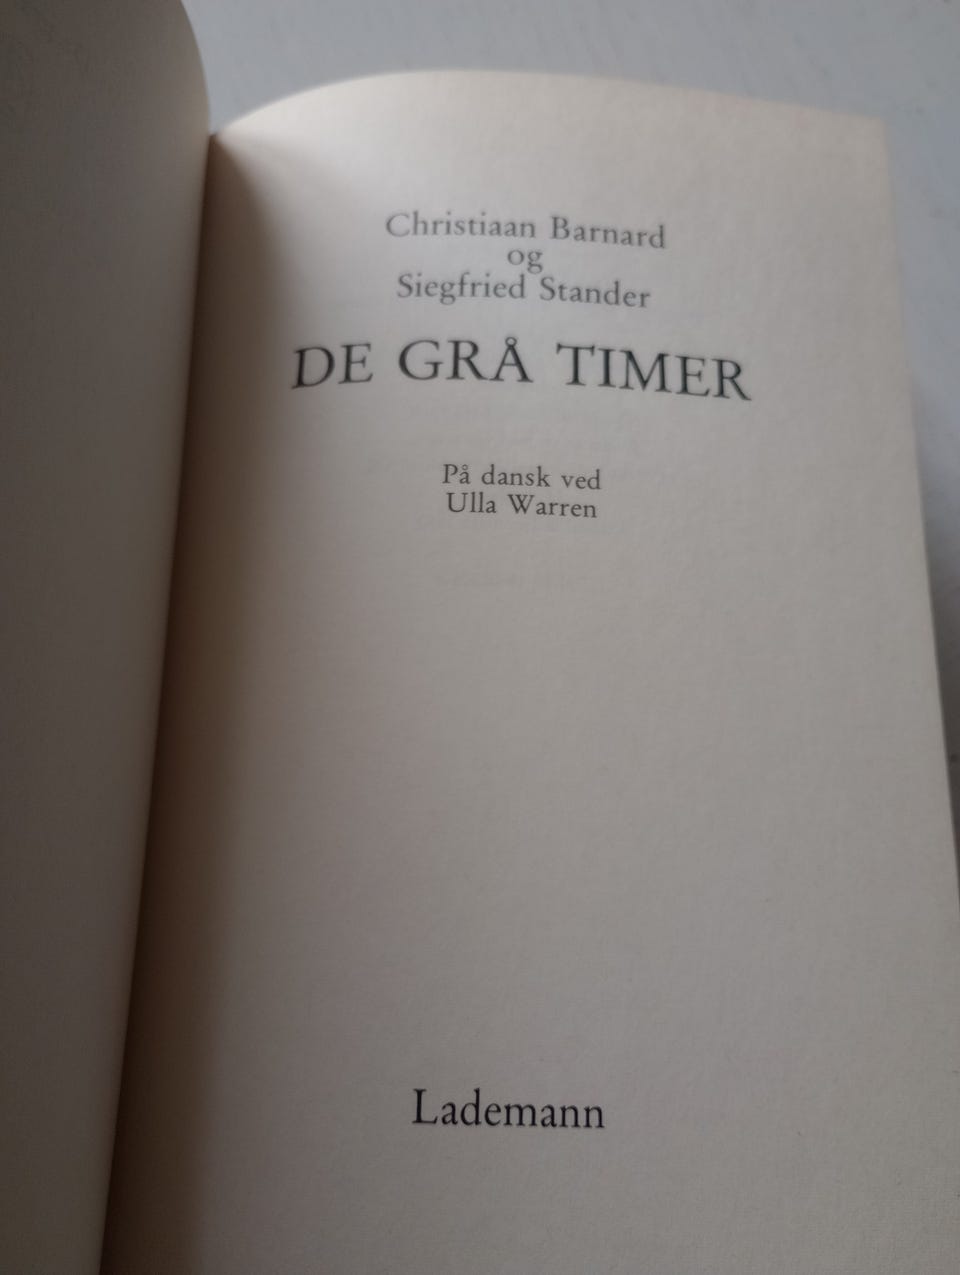 Christiaan Barnard
og
Siegfried Stander
DE GRÅ TIMER
På dansk ved
Ulla Warren
Lademann